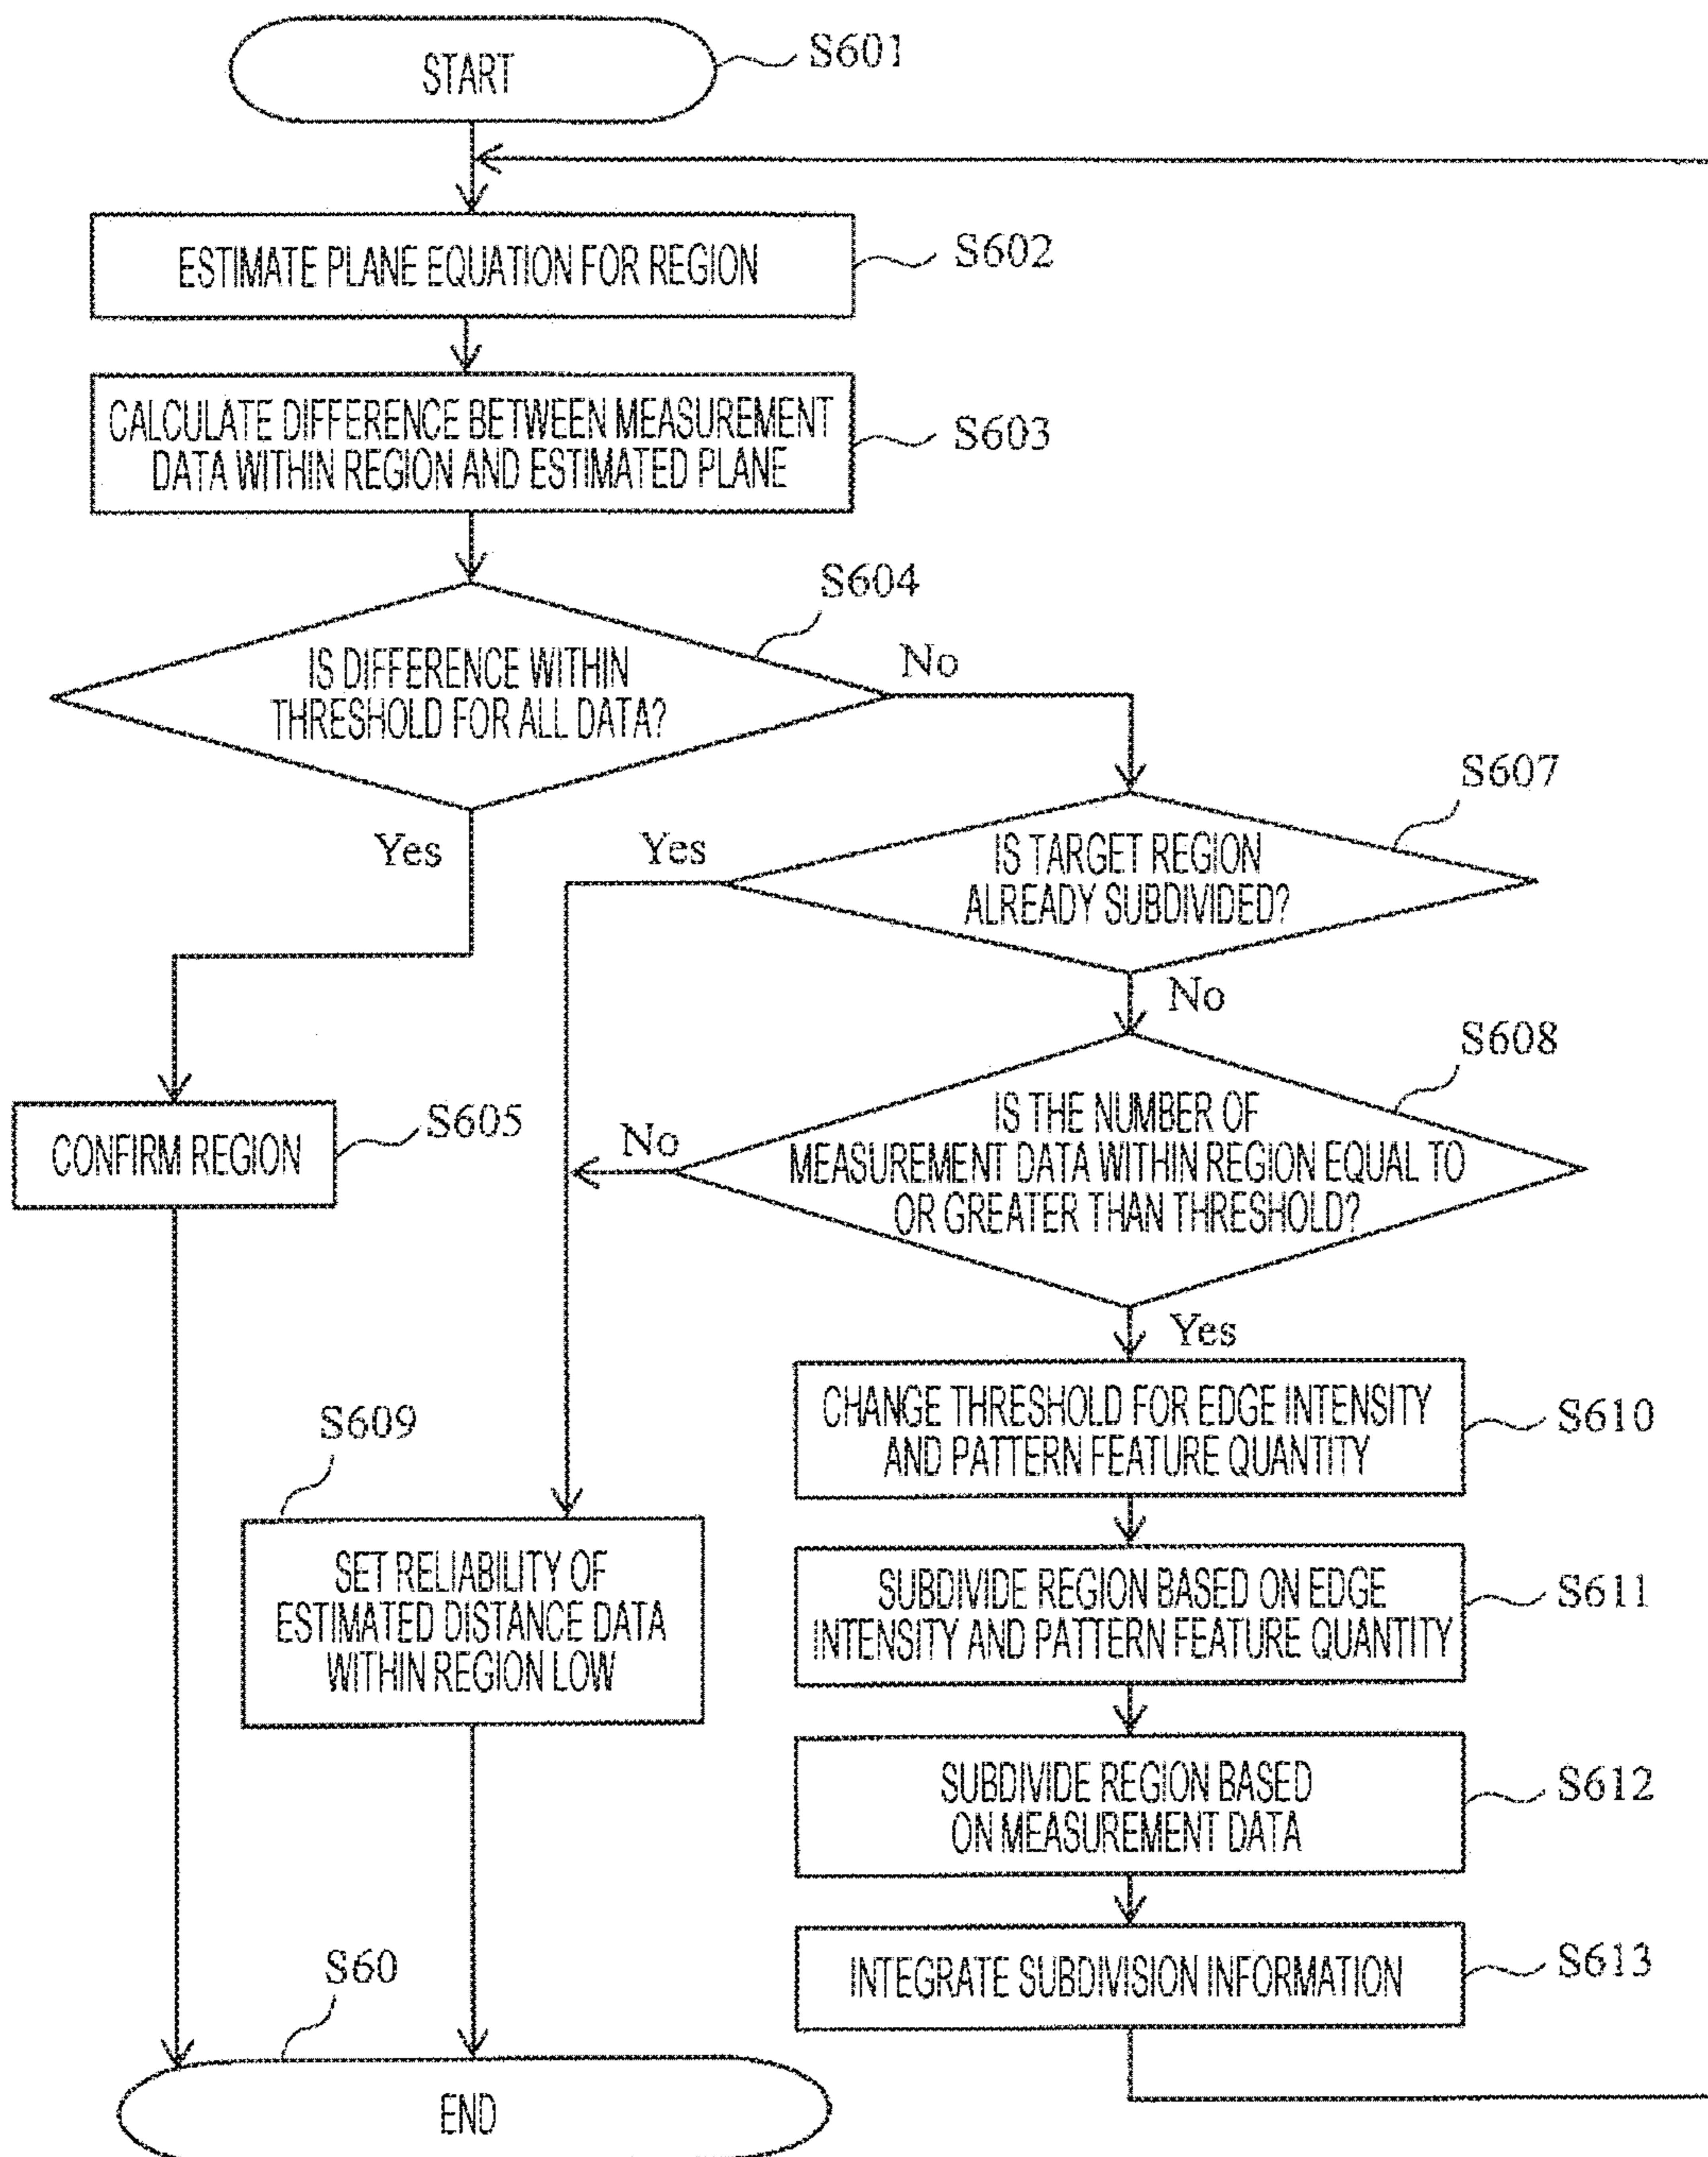 START
S601
ESTIMATE PLANE EQUATION FOR REGION
S602
CALCULATE DIFFERENCE BETWEEN MEASUREMENT
DATA WITHIN REGION AND ESTIMATED PLANE
S603
S604
IS DIFFERENCE WITHIN
THRESHOLD FOR ALL DATA?
No
Yes
S607
IS TARGET REGION
ALREADY SUBDIVIDED?
Yes
No
S608
IS THE NUMBER OF
MEASUREMENT DATA WITHIN REGION EQUAL TO
OR GREATER THAN THRESHOLD?
No
Yes
CONFIRM REGION
S605
CHANGE THRESHOLD FOR EDGE INTENSITY
AND PATTERN FEATURE QUANTITY
S610
S609
SET RELIABILITY OF
ESTIMATED DISTANCE DATA
WITHIN REGION LOW
SUBDIVIDE REGION BASED ON EDGE
INTENSITY AND PATTERN FEATURE QUANTITY
S611
SUBDIVIDE REGION BASED
ON MEASUREMENT DATA
S612
INTEGRATE SUBDIVISION INFORMATION
S613
S60
END